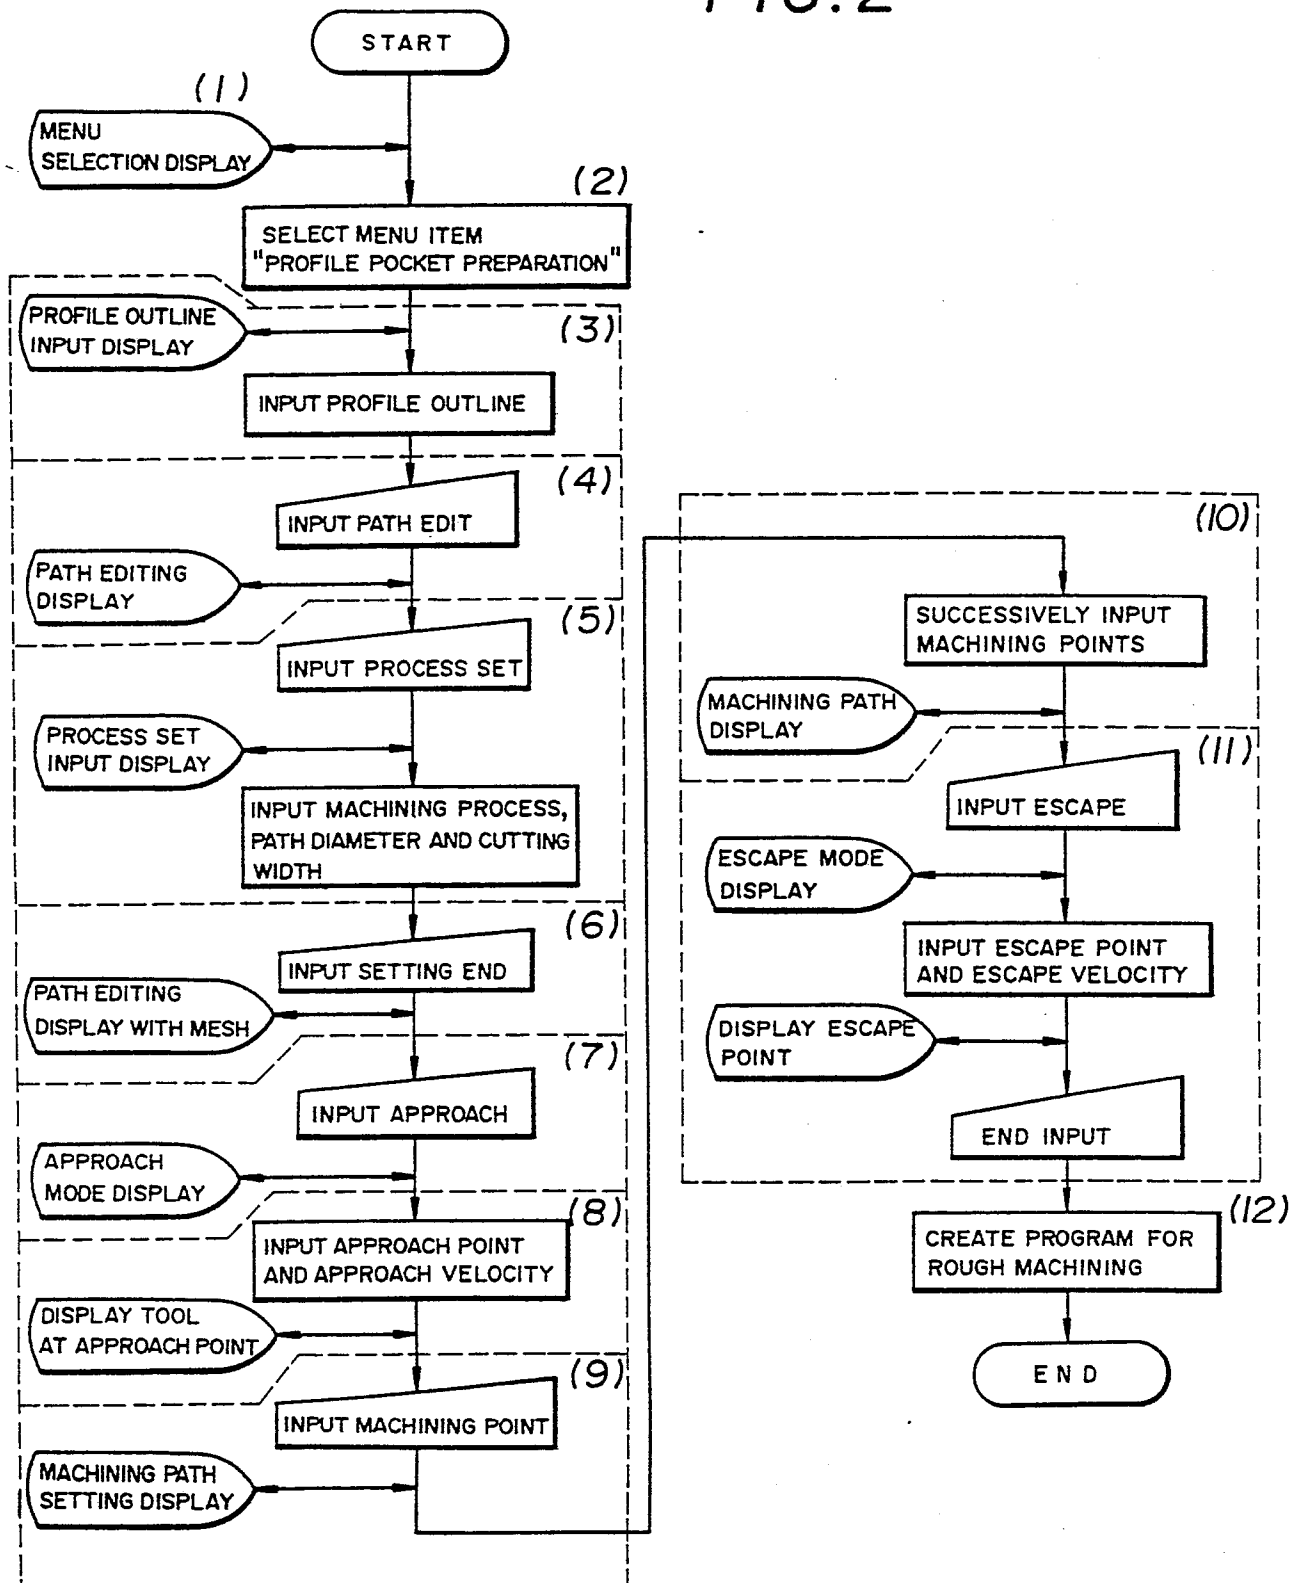 FIG. 2
START
(1)
MENU
SELECTION DISPLAY
(2)
SELECT MENU ITEM
"PROFILE POCKET PREPARATION"
PROFILE OUTLINE
INPUT DISPLAY
(3)
INPUT PROFILE OUTLINE
(4)
INPUT PATH EDIT
PATH EDITING
DISPLAY
(5)
INPUT PROCESS SET
PROCESS SET
INPUT DISPLAY
INPUT MACHINING PROCESS,
PATH DIAMETER AND CUTTING
WIDTH
(6)
INPUT SETTING END
PATH EDITING
DISPLAY WITH MESH
(7)
INPUT APPROACH
APPROACH
MODE DISPLAY
(8)
INPUT APPROACH POINT
AND APPROACH VELOCITY
DISPLAY TOOL
AT APPROACH POINT
(9)
INPUT MACHINING POINT
MACHINING PATH
SETTING DISPLAY
(10)
SUCCESSIVELY INPUT
MACHINING POINTS
MACHINING PATH
DISPLAY
(11)
INPUT ESCAPE
ESCAPE MODE
DISPLAY
INPUT ESCAPE POINT
AND ESCAPE VELOCITY
DISPLAY ESCAPE
POINT
END INPUT
(12)
CREATE PROGRAM FOR
ROUGH MACHINING
END